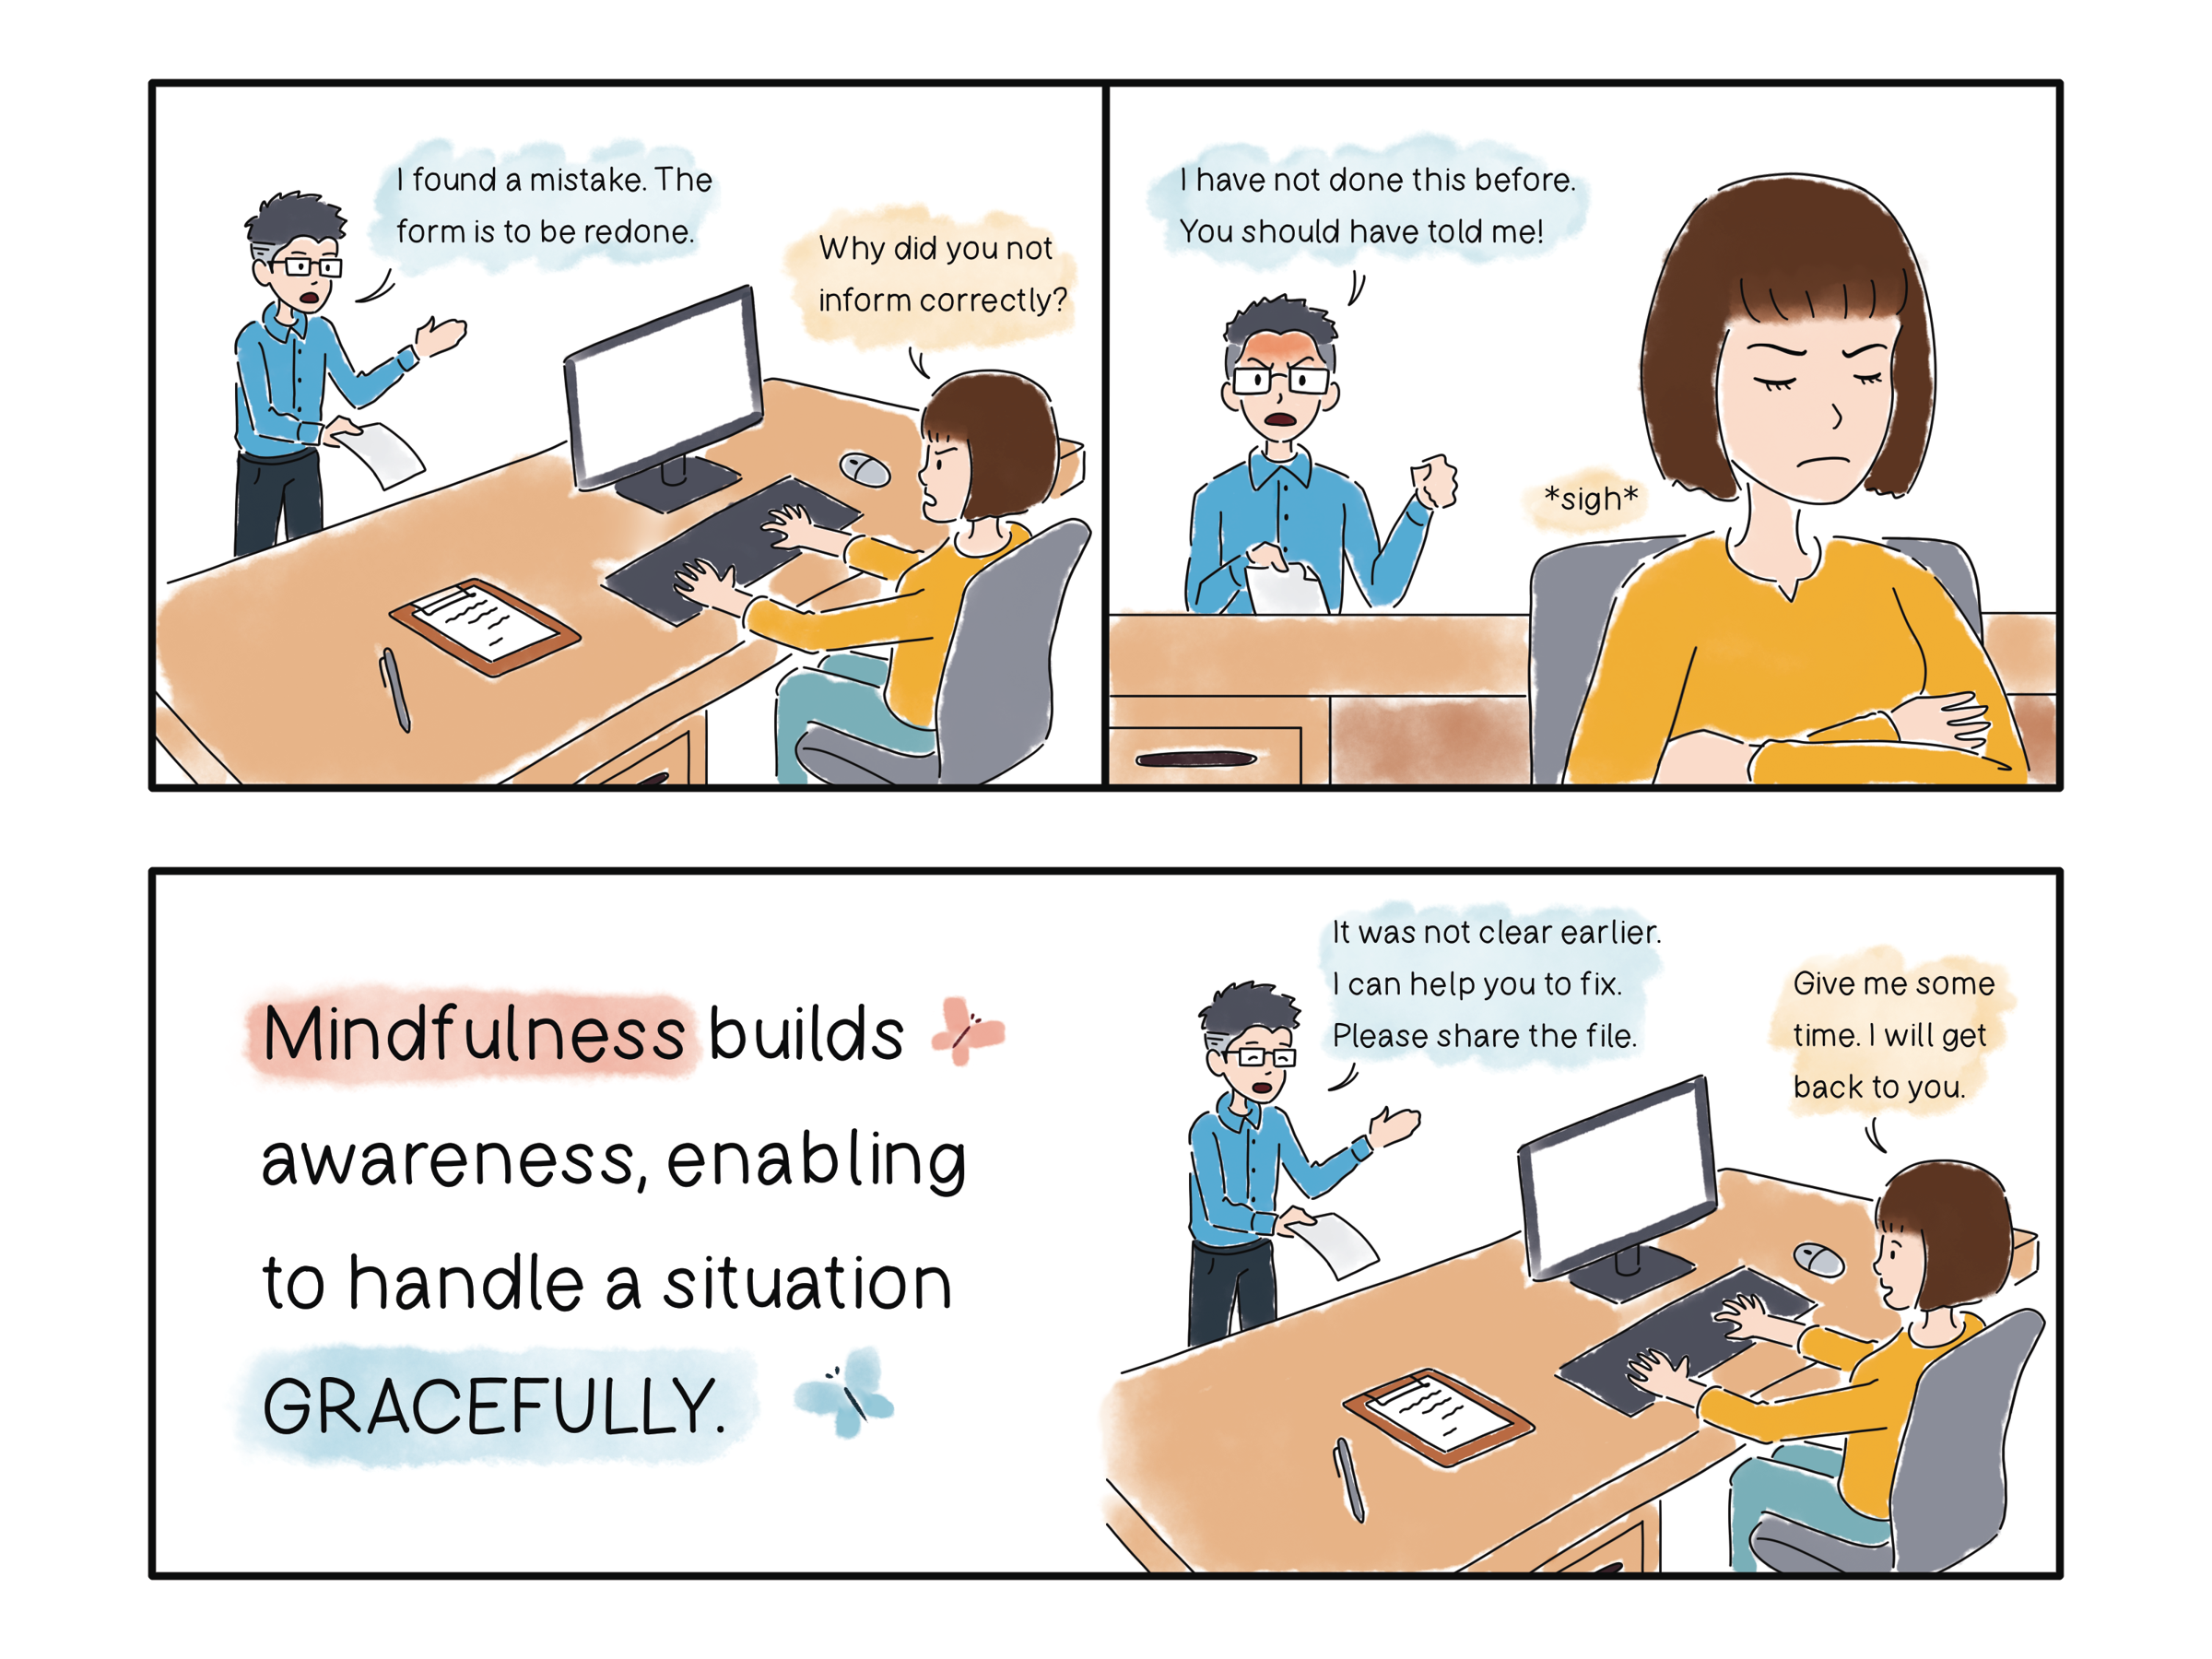 I found a mistake. The
form is to be redone.
Why did you not
inform correctly?
I have not done this before.
You should have told me!
*sigh*
Mindfulness builds
awareness, enabling
to handle a situation
GRACEFULLY.
It was not clear earlier.
I can help you to fix.
Please share the file.
Give me some
time. I will get
back to you.